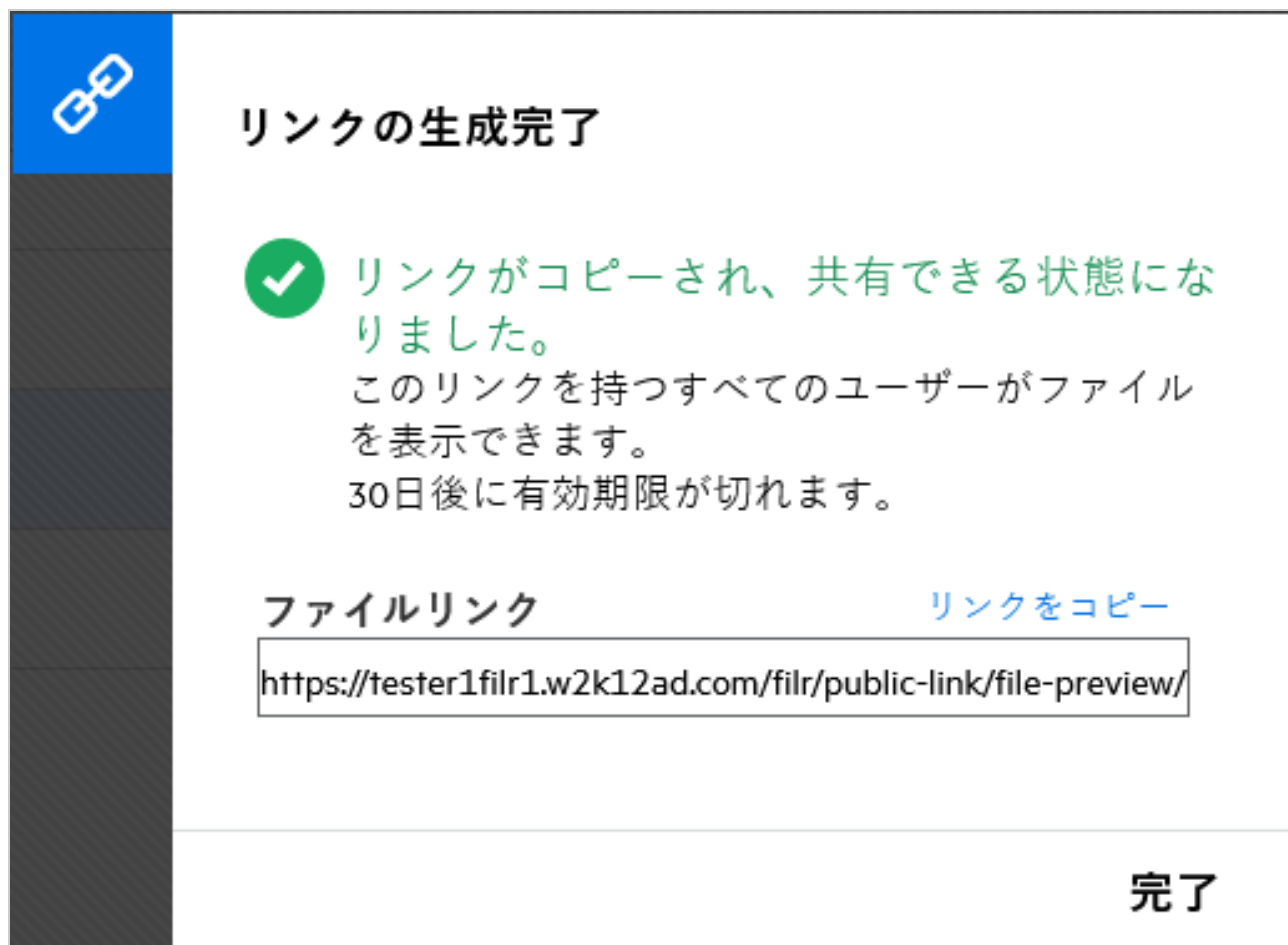 リンクの生成完了
リンクがコピーされ、共有できる状態にな
りました。
このリンクを持つすべてのユーザーがファイル
を表示できます。
30日後に有効期限が切れます。
ファイルリンク リンクをコピー
https://tester1filr1.w2k12ad.com/filr/public-link/file-preview/
完了